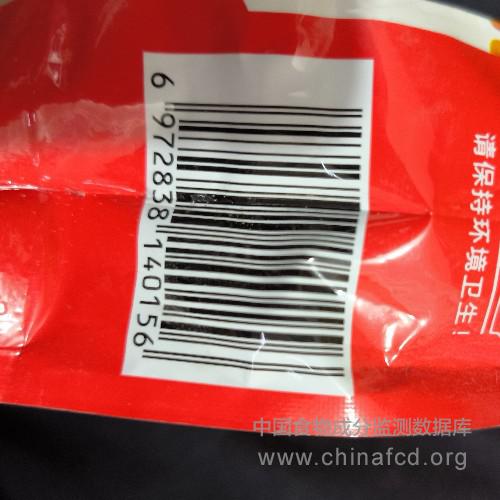 6 972838 140156
请保持环境卫生！
中国食物成分监测数据库
www.chinafcd.org